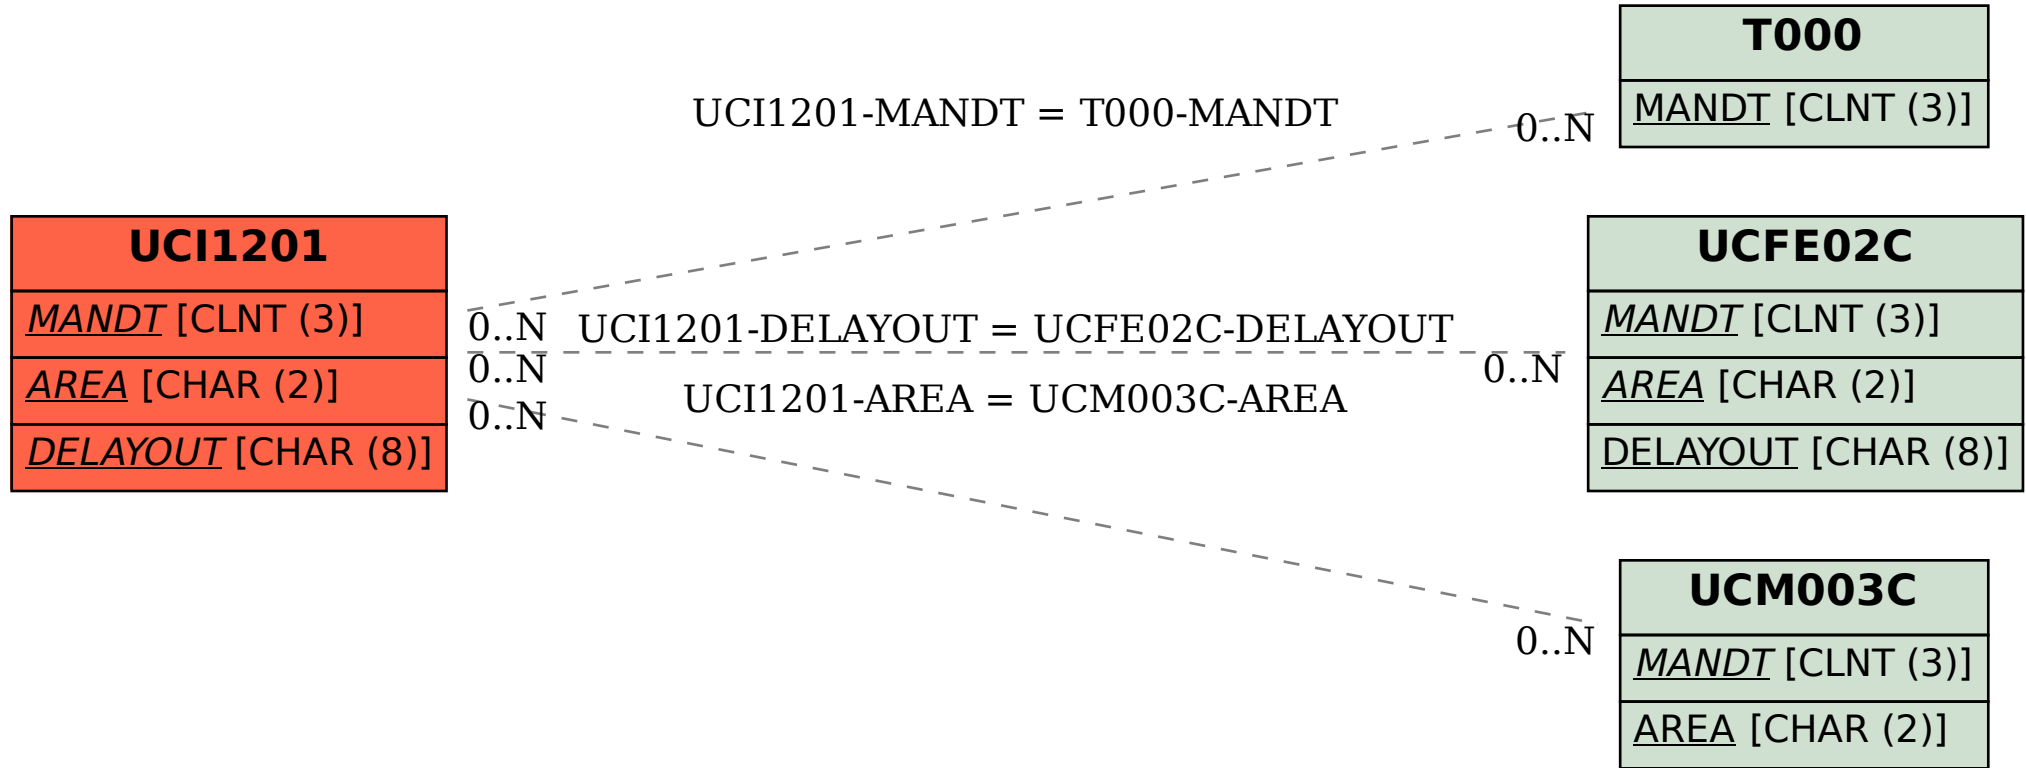 T000
MANDT [CLNT (3)]
UCI1201-MANDT = T000-MANDT
0..N
UCI1201
MANDT [CLNT (3)]
AREA [CHAR (2)]
DELAYOUT [CHAR (8)]
0..N
UCI1201-DELAYOUT = UCFE02C-DELAYOUT
0..N
0..N
UCI1201-AREA = UCM003C-AREA
0..N
UCFE02C
MANDT [CLNT (3)]
AREA [CHAR (2)]
DELAYOUT [CHAR (8)]
0..N
UCM003C
MANDT [CLNT (3)]
AREA [CHAR (2)]